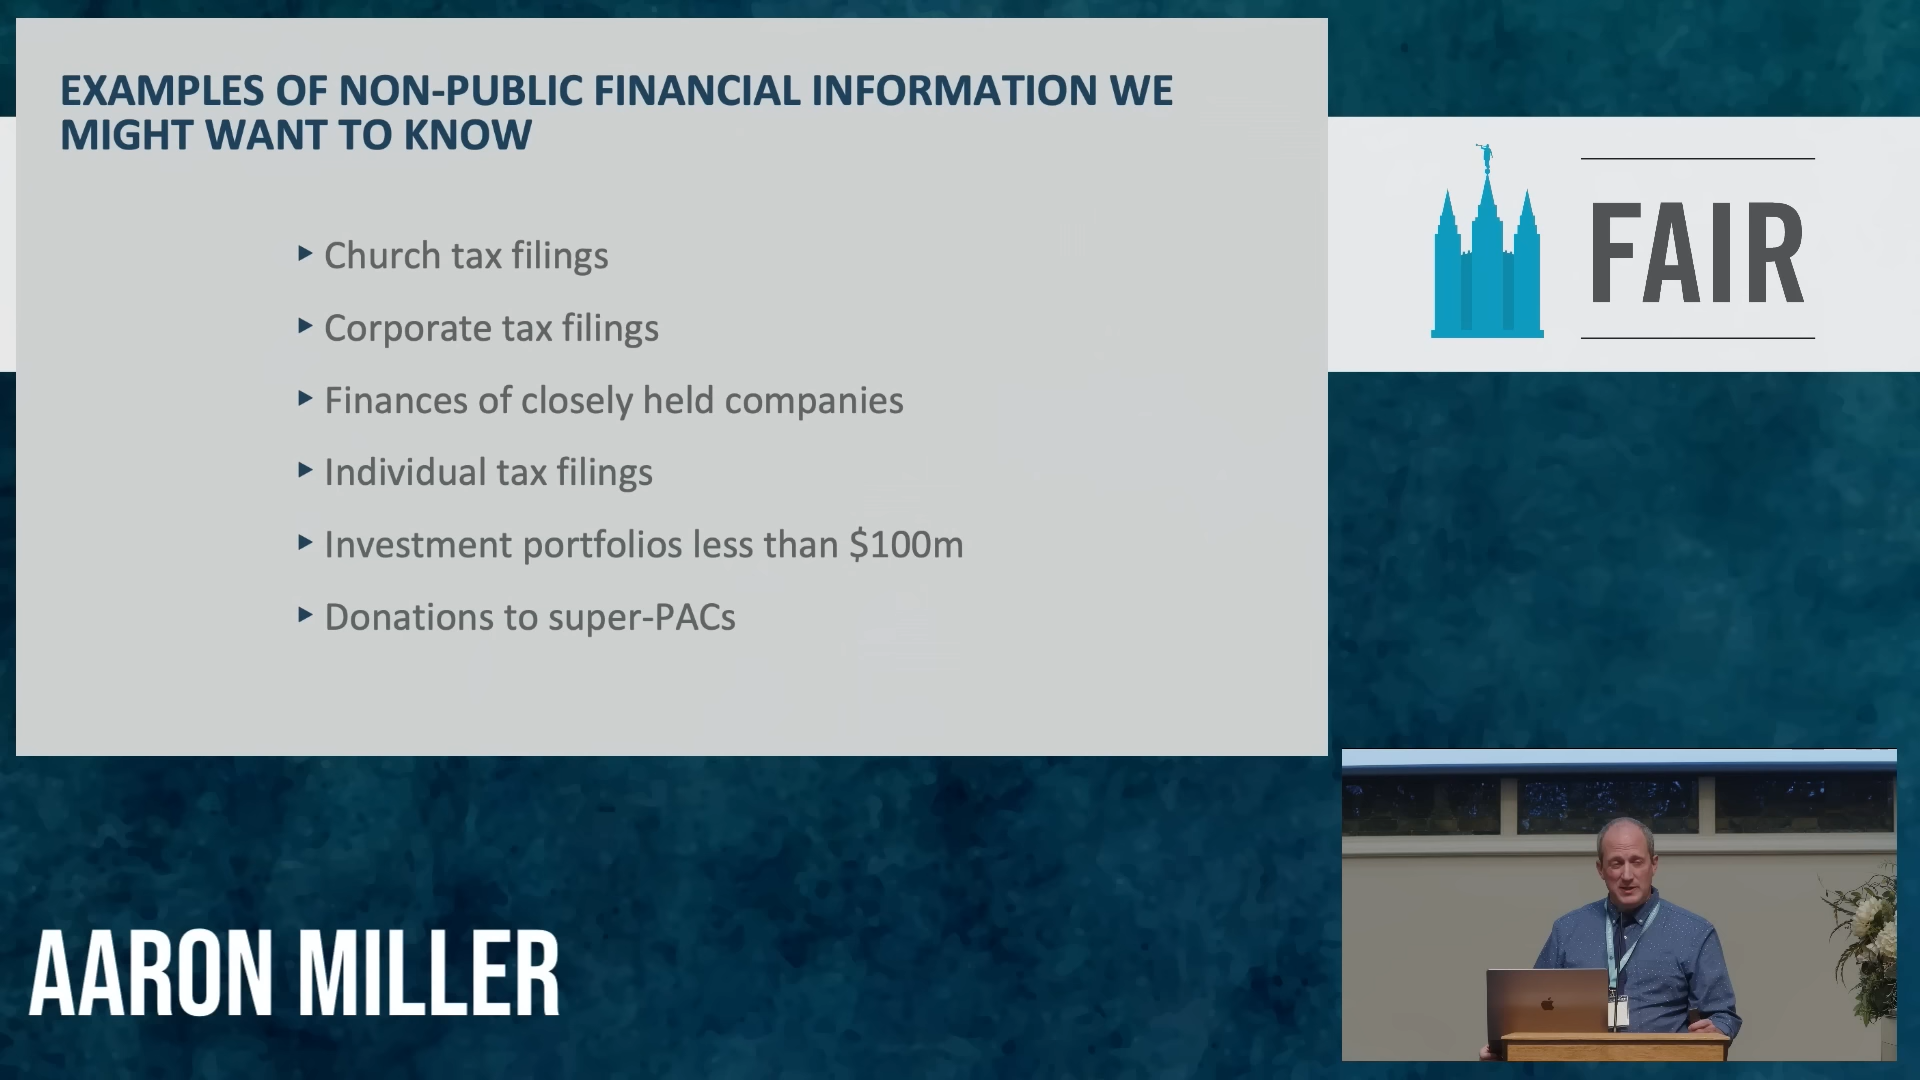 EXAMPLES OF NON-PUBLIC FINANCIAL INFORMATION WE
MIGHT WANT TO KNOW
Church tax filings
Corporate tax filings
Finances of closely held companies
Individual tax filings
Investment portfolios less than $100m
Donations to super-PACs
FAIR
AARON MILLER